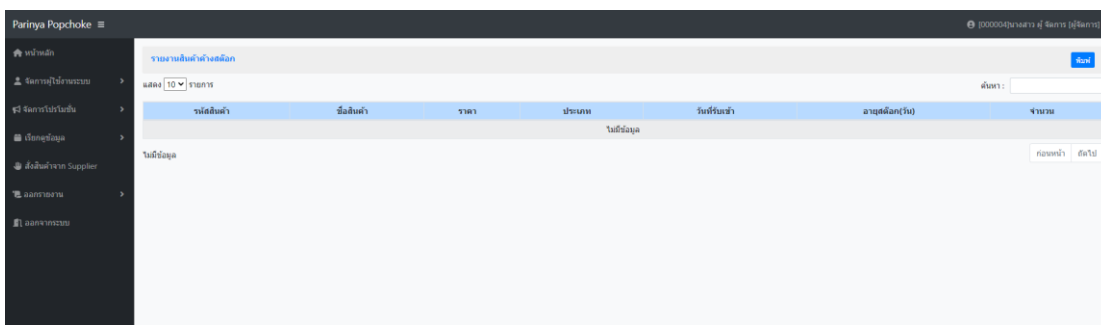 Parinya Popchoke
[000004]นางสาว ผู้ จัดการ [ผู้จัดการ]
หน้าหลัก
จัดการผู้ใช้งานระบบ
จัดการโปรโมชั่น
เรียกดูข้อมูล
สั่งสินค้าจาก Supplier
ออกรายงาน
ออกจากระบบ
รายงานสินค้าค้างสต๊อก
พิมพ์
แสดง 10 รายการ
ค้นหา :
รหัสสินค้า ชื่อสินค้า ราคา ประเภท วันที่รับเข้า อายุสต๊อก(วัน) จำนวน
ไม่มีข้อมูล
ไม่มีข้อมูล
ก่อนหน้า ถัดไป